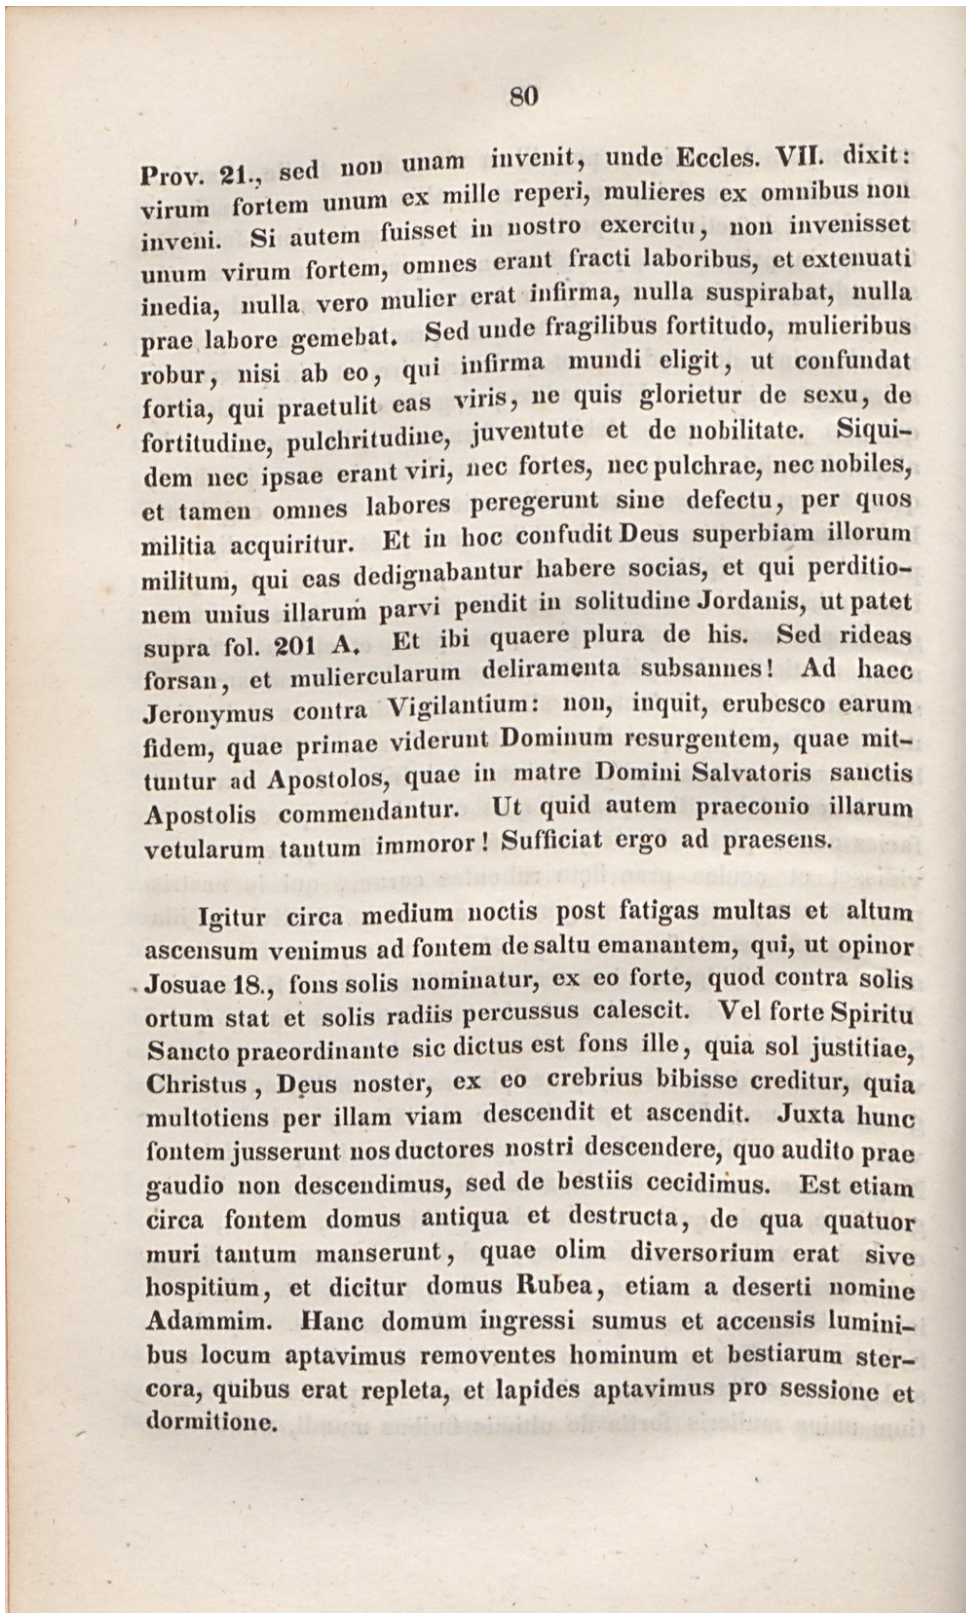 80
Prov. 21., sed non unam invenit, unde Eccles. VII. dixit:
virum fortem unum ex mille reperi, mulieres ex omnibus non
inveni. Si autem fuisset in nostro exercitu, non invenisset
unum virum fortem, omnes erant fracti laboribus, et extenuati
inedia, nulla vero mulier erat infirma, nulla suspirabat, nulla
prae labore gemebat. Sed unde fragilibus fortitudo, mulieribus
robur, nisi ab eo, qui infirma mundi eligit, ut confundat
fortia, qui praetulit eas viris, ne quis glorietur de sexu, de
fortitudine, pulchritudine, juventute et de nobilitate. Siqui-
dem nec ipsae erant viri, nec fortes, nec pulchrae, nec nobiles,
et tamen omnes labores peregerunt sine defectu, per quos
militia acquiritur. Et in hoc confudit Deus superbiam illorum
militum, qui eas dedignabantur habere socias, et qui perditio-
nem unius illarum parvi pendit in solitudine Jordanis, ut patet
supra fol. 201 A. Et ibi quaere plura de his. Sed rideas
forsan, et muliercularum deliramenta subsannes! Ad haec
Jeronymus contra Vigilantium: non, inquit, erubesco earum
fidem, quae primae viderunt Dominum resurgentem, quae mit-
tuntur ad Apostolos, quae in matre Domini Salvatoris sanctis
Apostolis commendantur. Ut quid autem praeconio illarum
vetularum tantum immoror! Sufficiat ergo ad praesens.
Igitur circa medium noctis post fatigas multas et altum
ascensum venimus ad fontem de saltu emanantem, qui, ut opinor
Josuae 18., fons solis nominatur, ex eo forte, quod contra solis
ortum stat et solis radiis percussus calescit. Vel forte Spiritu
Sancto praeordinante sic dictus est fons ille, quia sol justitiae,
Christus, Deus noster, ex eo crebrius bibisse creditur, quia
multotiens per illam viam descendit et ascendit. Juxta hunc
fontem jusserunt nos ductores nostri descendere, quo audito prae
gaudio non descendimus, sed de bestiis cecidimus. Est etiam
circa fontem domus antiqua et destructa, de qua quatuor
muri tantum manserunt, quae olim diversorium erat sive
hospitium, et dicitur domus Rubea, etiam a deserti nomine
Adammim. Hanc domum ingressi sumus et accensis lumini-
bus locum aptavimus removentes hominum et bestiarum ster-
cora, quibus erat repleta, et lapides aptavimus pro sessione et
dormitione.